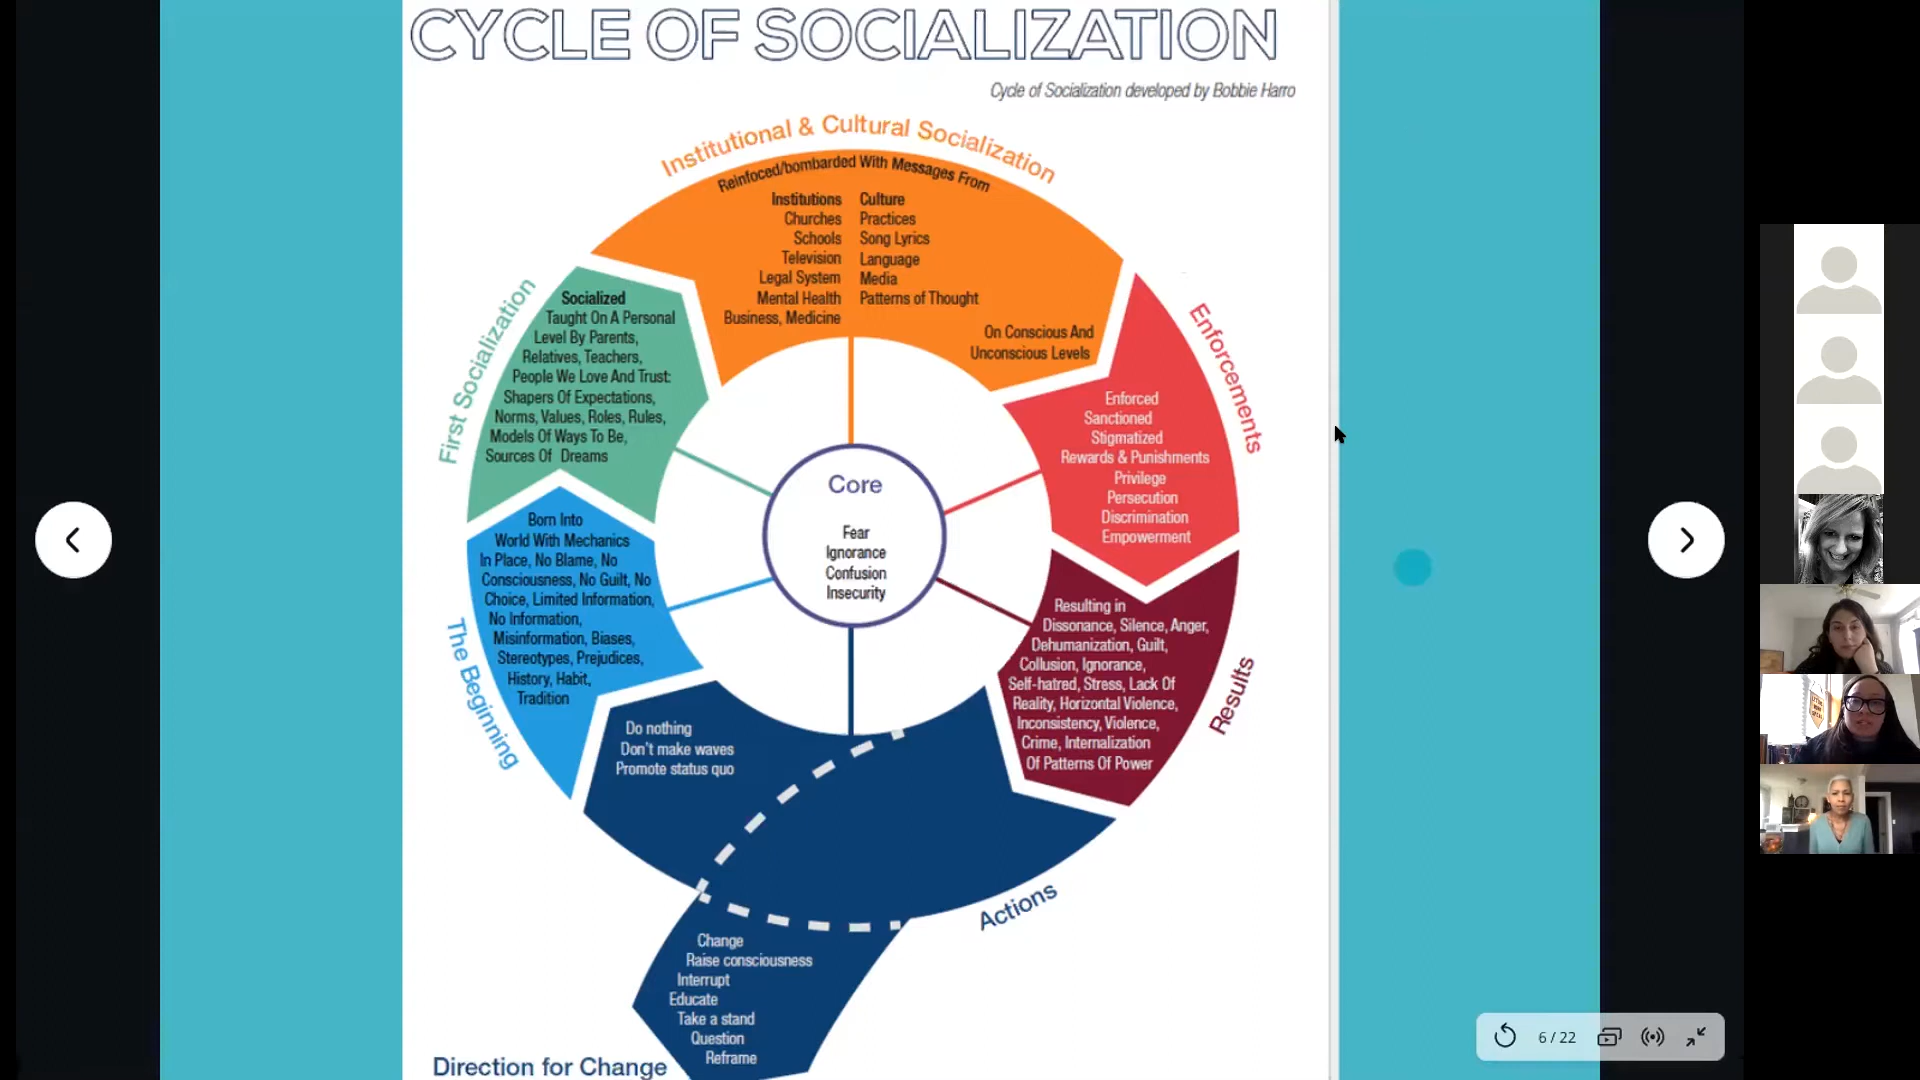 CYCLE OF SOCIALIZATION
Cycle of Socialization developed by Bobbie Harro
Institutional & Cultural Socialization
Reinfoced/bombarded With Messages From
Institutions
Churches
Schools
Television
Legal System
Mental Health
Business, Medicine
Culture
Practices
Song Lyrics
Language
Media
Patterns of Thought
On Conscious And
Unconscious Levels
Enforcements
Enforced
Sanctioned
Stigmatized
Rewards & Punishments
Privilege
Persecution
Discrimination
Empowerment
Results
Resulting in
Dissonance, Silence, Anger,
Dehumanization, Guilt,
Collusion, Ignorance,
Self-hatred, Stress, Lack Of
Reality, Horizontal Violence,
Inconsistency, Violence,
Crime, Internalization
Of Patterns Of Power
Actions
Do nothing
Don't make waves
Promote status quo
Change
Raise consciousness
Interrupt
Educate
Take a stand
Question
Reframe
Direction for Change
The Beginning
Born Into
World With Mechanics
In Place, No Blame, No
Consciousness, No Guilt, No
Choice, Limited Information,
No Information,
Misinformation, Biases,
Stereotypes, Prejudices,
History, Habit,
Tradition
First Socialization
Socialized
Taught On A Personal
Level By Parents,
Relatives, Teachers,
People We Love And Trust:
Shapers Of Expectations,
Norms, Values, Roles, Rules,
Models Of Ways To Be,
Sources Of Dreams
Core
Fear
Ignorance
Confusion
Insecurity
6 / 22